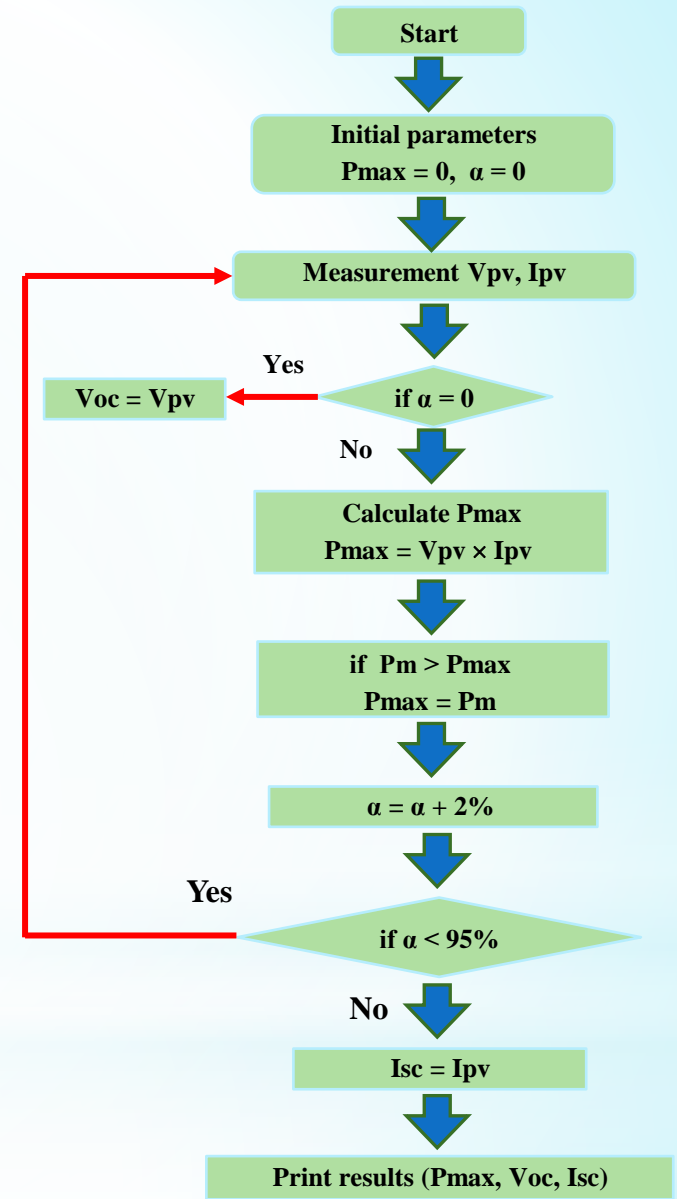 Start
Initial parameters
Pmax = 0, α = 0
Measurement Vpv, Ipv
Yes
Voc = Vpv
if α = 0
No
Calculate Pmax
Pmax = Vpv × Ipv
if Pm > Pmax
Pmax = Pm
α = α + 2%
Yes
if α < 95%
No
Isc = Ipv
Print results (Pmax, Voc, Isc)